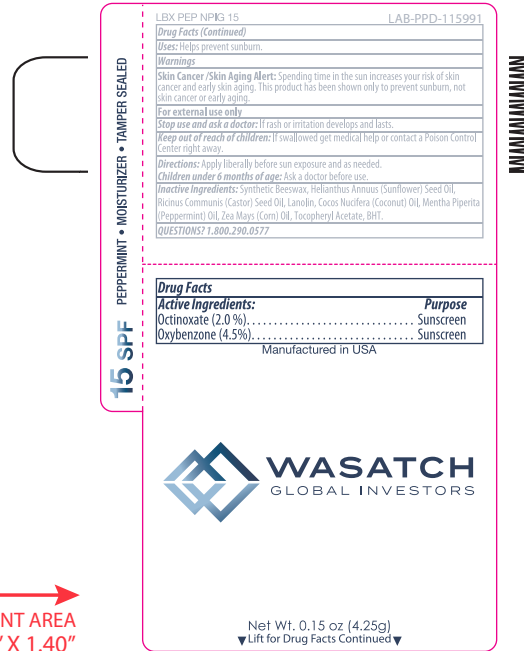 LBX PEP NPIG 15
LAB-PPD-115991
Drug Facts (Continued)
Uses: Helps prevent sunburn.
Warnings
Skin Cancer /Skin Aging Alert: Spending time in the sun increases your risk of skin
cancer and early skin aging. This product has been shown only to prevent sunburn, not
skin cancer or early aging.
For external use only
Stop use and ask a doctor: If rash or irritation develops and lasts.
Keep out of reach of children: If swallowed get medical help or contact a Poison Control
Center right away.
Directions: Apply liberally before sun exposure and as needed.
Children under 6 months of age: Ask a doctor before use.
Inactive Ingredients: Synthetic Beeswax, Helianthus Annuus (Sunflower) Seed Oil,
Ricinus Communis (Castor) Seed Oil, Lanolin, Cocos Nucifera (Coconut) Oil, Mentha Piperita
(Peppermint) Oil, Zea Mays (Corn) Oil, Tocopheryl Acetate, BHT.
QUESTIONS? 1.800.290.0577
15 SPF PEPPERMINT • MOISTURIZER • TAMPER SEALED
Drug Facts
Active Ingredients: Purpose
Octinoxate (2.0 %)............................... Sunscreen
Oxybenzone (4.5%).............................. Sunscreen
Manufactured in USA
WASATCH
GLOBAL INVESTORS
NT AREA
X 1.40"
Net Wt. 0.15 oz (4.25g)
▼Lift for Drug Facts Continued▼